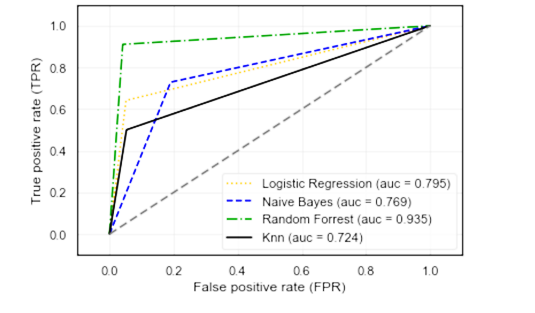 1.0
0.8
0.6
0.4
0.2
0.0
True positive rate (TPR)
Logistic Regression (auc = 0.795)
Naive Bayes (auc = 0.769)
Random Forrest (auc = 0.935)
Knn (auc = 0.724)
0.0 0.2 0.4 0.6 0.8 1.0
False positive rate (FPR)